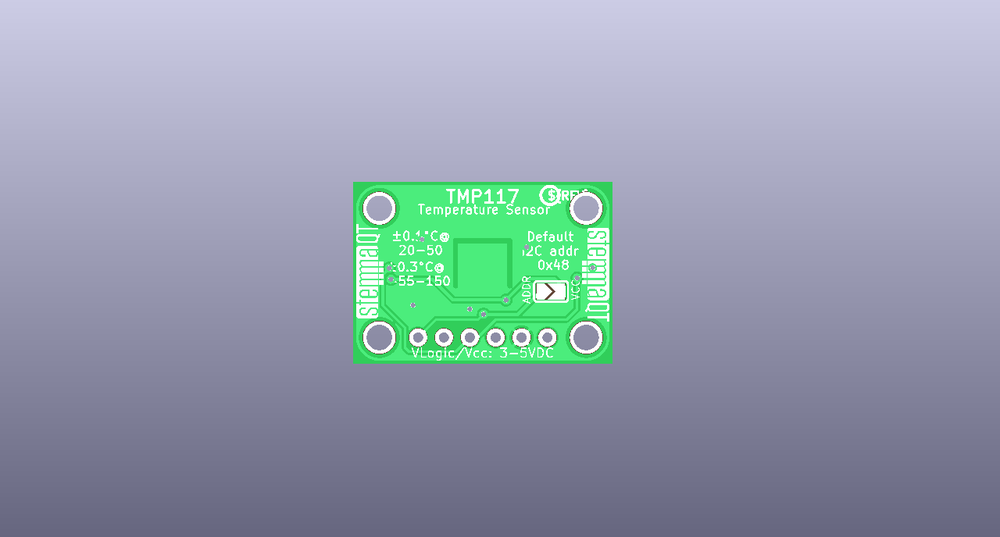 TMP117
Temperature Sensor
±0.1°C@
20-50
±0.3°C@
-55-150
Default
I2C addr
0x48
ADDR
VCC
stemmaQT
stemmaQT
VLogic/Vcc: 3-5VDC